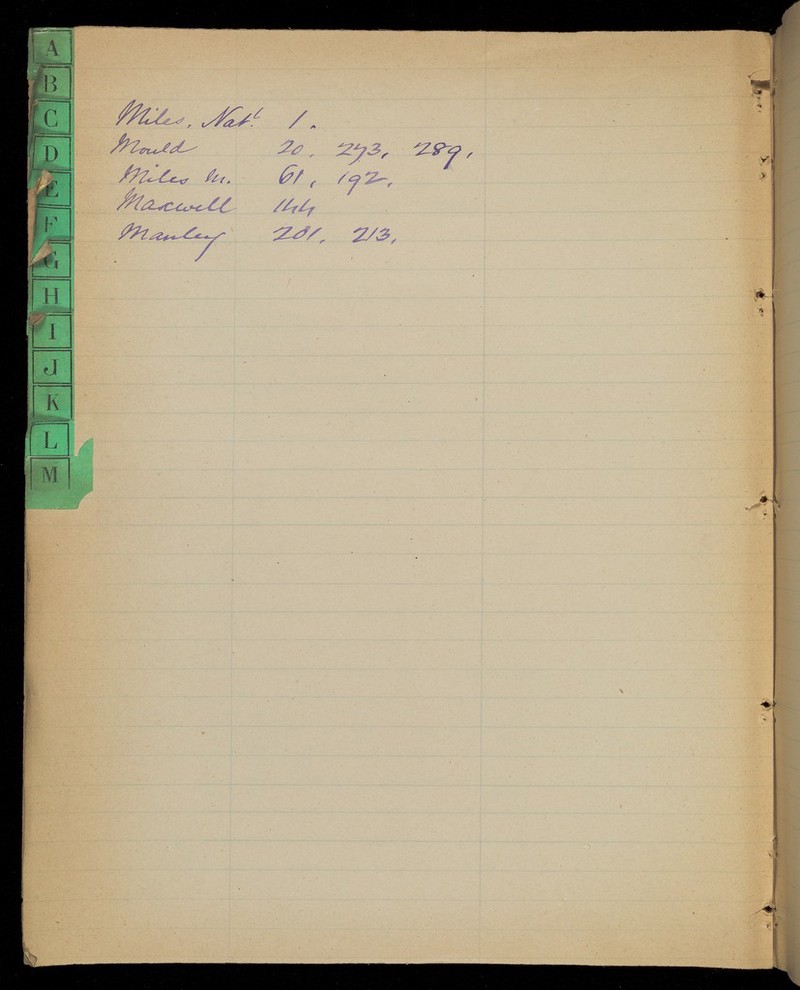 A
B
C
D
E
F
G
H
I
J
K
L
M
Miles, Natl. 1.
Mould 20. 273. 289.
Miles M. 61, 192.
Maxwell 144
Manley 201. 213.